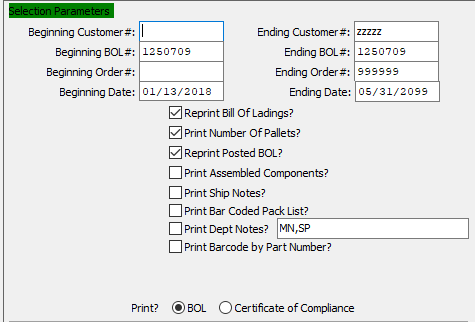 Selection Parameters
Beginning Customer#: Ending Customer#: zzzzz
Beginning BOL#: 1250709 Ending BOL#: 1250709
Beginning Order#: Ending Order#: 999999
Beginning Date: 01/13/2018 Ending Date: 05/31/2099
Reprint Bill Of Ladings?
Print Number Of Pallets?
Reprint Posted BOL?
Print Assembled Components?
Print Ship Notes?
Print Bar Coded Pack List?
Print Dept Notes? MN,SP
Print Barcode by Part Number?
Print? BOL Certificate of Compliance